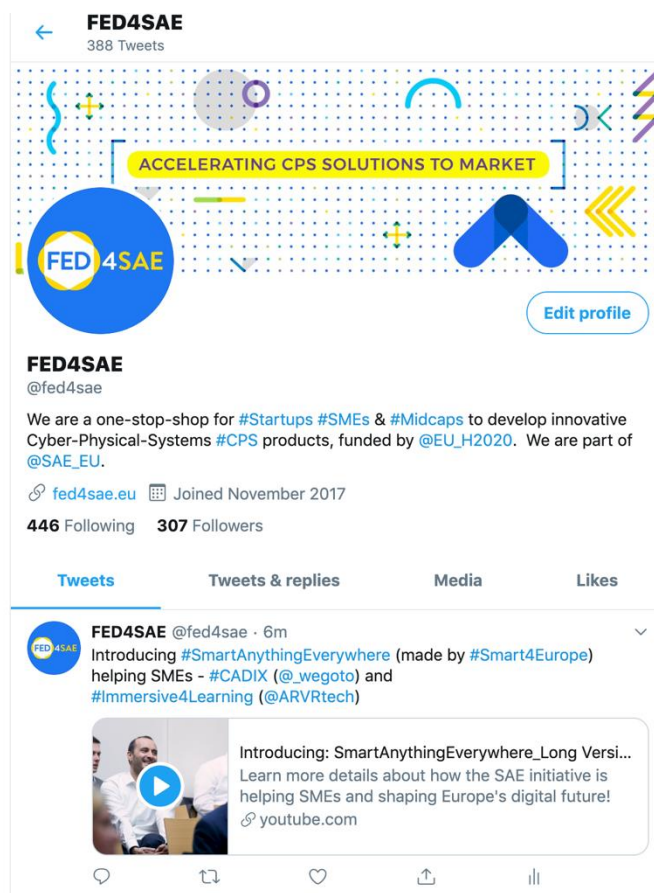 FED4SAE
388 Tweets
ACCELERATING CPS SOLUTIONS TO MARKET
FED4SAE
Edit profile
FED4SAE
@fed4sae
We are a one-stop-shop for #Startups #SMEs & #Midcaps to develop innovative
Cyber-Physical-Systems #CPS products, funded by @EU_H2020. We are part of
@SAE_EU.
fed4sae.eu Joined November 2017
446 Following 307 Followers
Tweets Tweets & replies Media Likes
FED4SAE
FED4SAE @fed4sae · 6m
Introducing #SmartAnythingEverywhere (made by #Smart4Europe)
helping SMEs - #CADIX (@_wegoto) and
#Immersive4Learning (@ARVRtech)
Introducing: SmartAnythingEverywhere_Long Versi...
Learn more details about how the SAE initiative is
helping SMEs and shaping Europe's digital future!
youtube.com